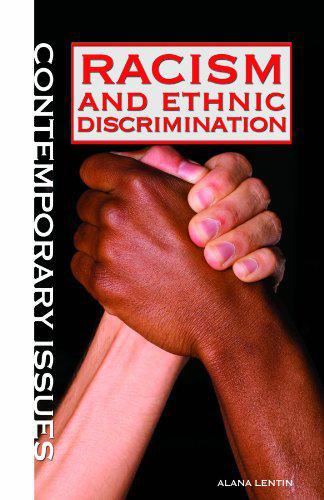 CONTEMPORARY ISSUES
RACISM
AND ETHNIC
DISCRIMINATION
ALANA LENTIN